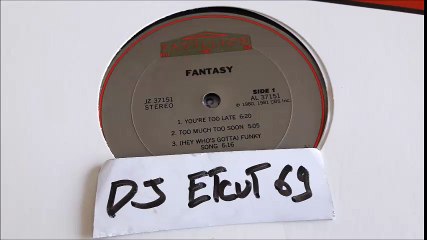 FANTASY
JZ 37151
STEREO
SIDE 1
AL 37151
℗ 1980, 1981 CBS Inc.
1. YOU'RE TOO LATE 6:20
2. TOO MUCH TOO SOON 5:05
3. (HEY WHO'S GOTTA) FUNKY
SONG 6:16
DJ ETCUT 69